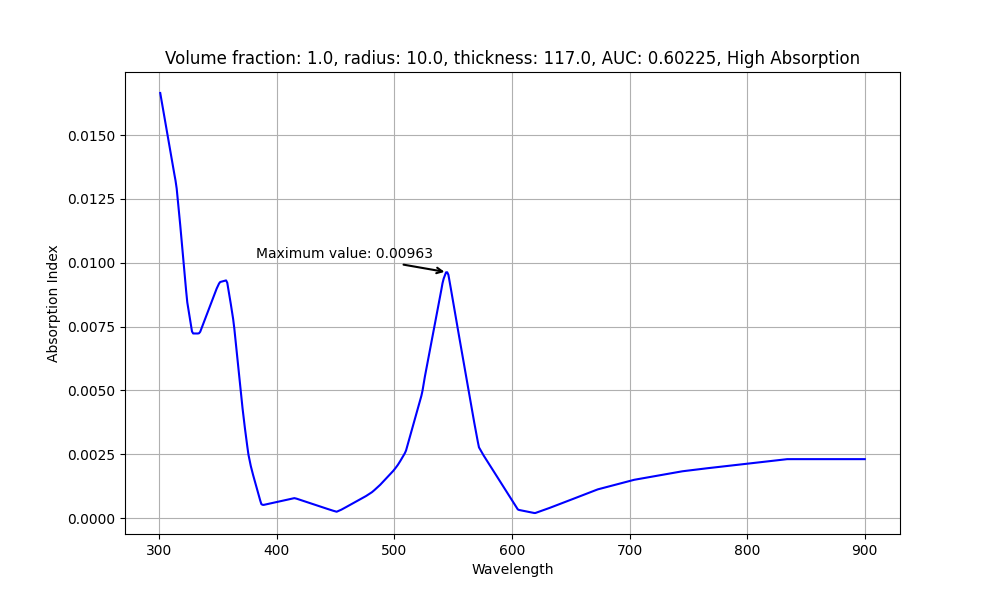 Volume fraction: 1.0, radius: 10.0, thickness: 117.0, AUC: 0.60225, High Absorption
Absorption Index
0.0150
0.0125
0.0100
0.0075
0.0050
0.0025
0.0000
Maximum value: 0.00963
300 400 500 600 700 800 900
Wavelength